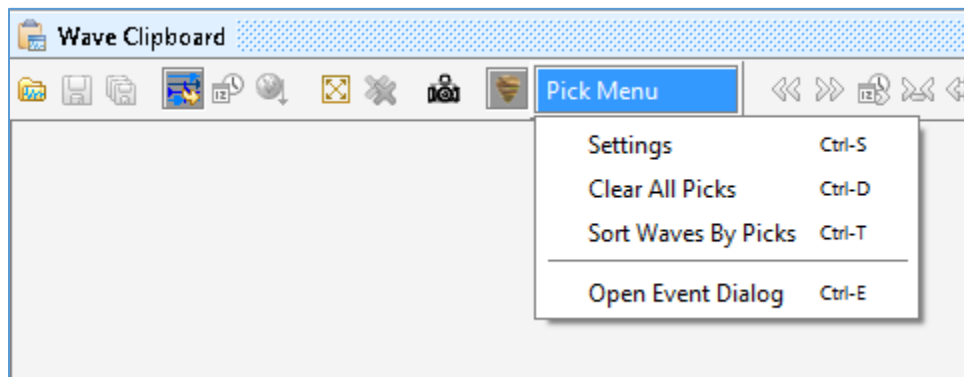 Wave Clipboard
Pick Menu
Settings Ctrl-S
Clear All Picks Ctrl-D
Sort Waves By Picks Ctrl-T
Open Event Dialog Ctrl-E